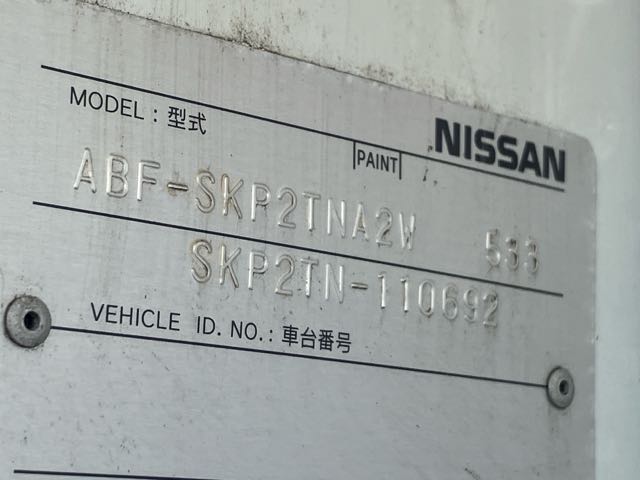 MODEL : 型式
PAINT
NISSAN
ABF-SKP2TNA2W 533
SKP2TN-110692
VEHICLE ID. NO. : 車台番号